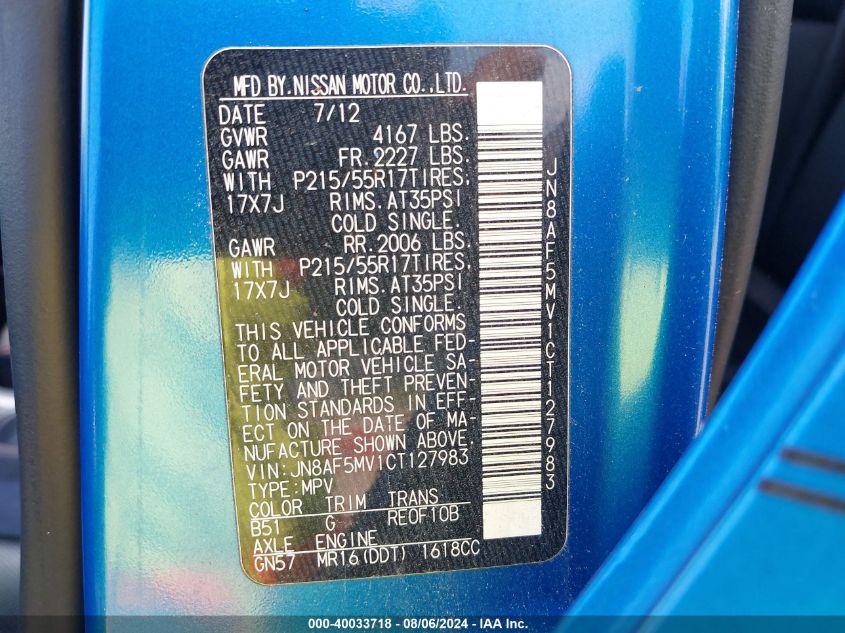 MFD BY.NISSAN MOTOR CO.,LTD.
DATE 7/12
GVWR 4167 LBS.
GAWR FR.2227 LBS.
WITH P215/55R17TIRES.
17X7J RIMS.AT35PSI
COLD SINGLE.
GAWR RR.2006 LBS.
WITH P215/55R17TIRES.
17X7J RIMS.AT35PSI
COLD SINGLE.
THIS VEHICLE CONFORMS
TO ALL APPLICABLE FED-
ERAL MOTOR VEHICLE SA-
FETY AND THEFT PREVEN-
TION STANDARDS IN EFF-
ECT ON THE DATE OF MA-
NUFACTURE SHOWN ABOVE.
VIN:JN8AF5MV1CT127983
TYPE:MPV
COLOR TRIM TRANS
B51 G RE0F10B
AXLE ENGINE
GN57 MR16(DDT) 1618CC
JN8AF5MV1CT127983
000-40033718 - 08/06/2024 - IAAI Inc.